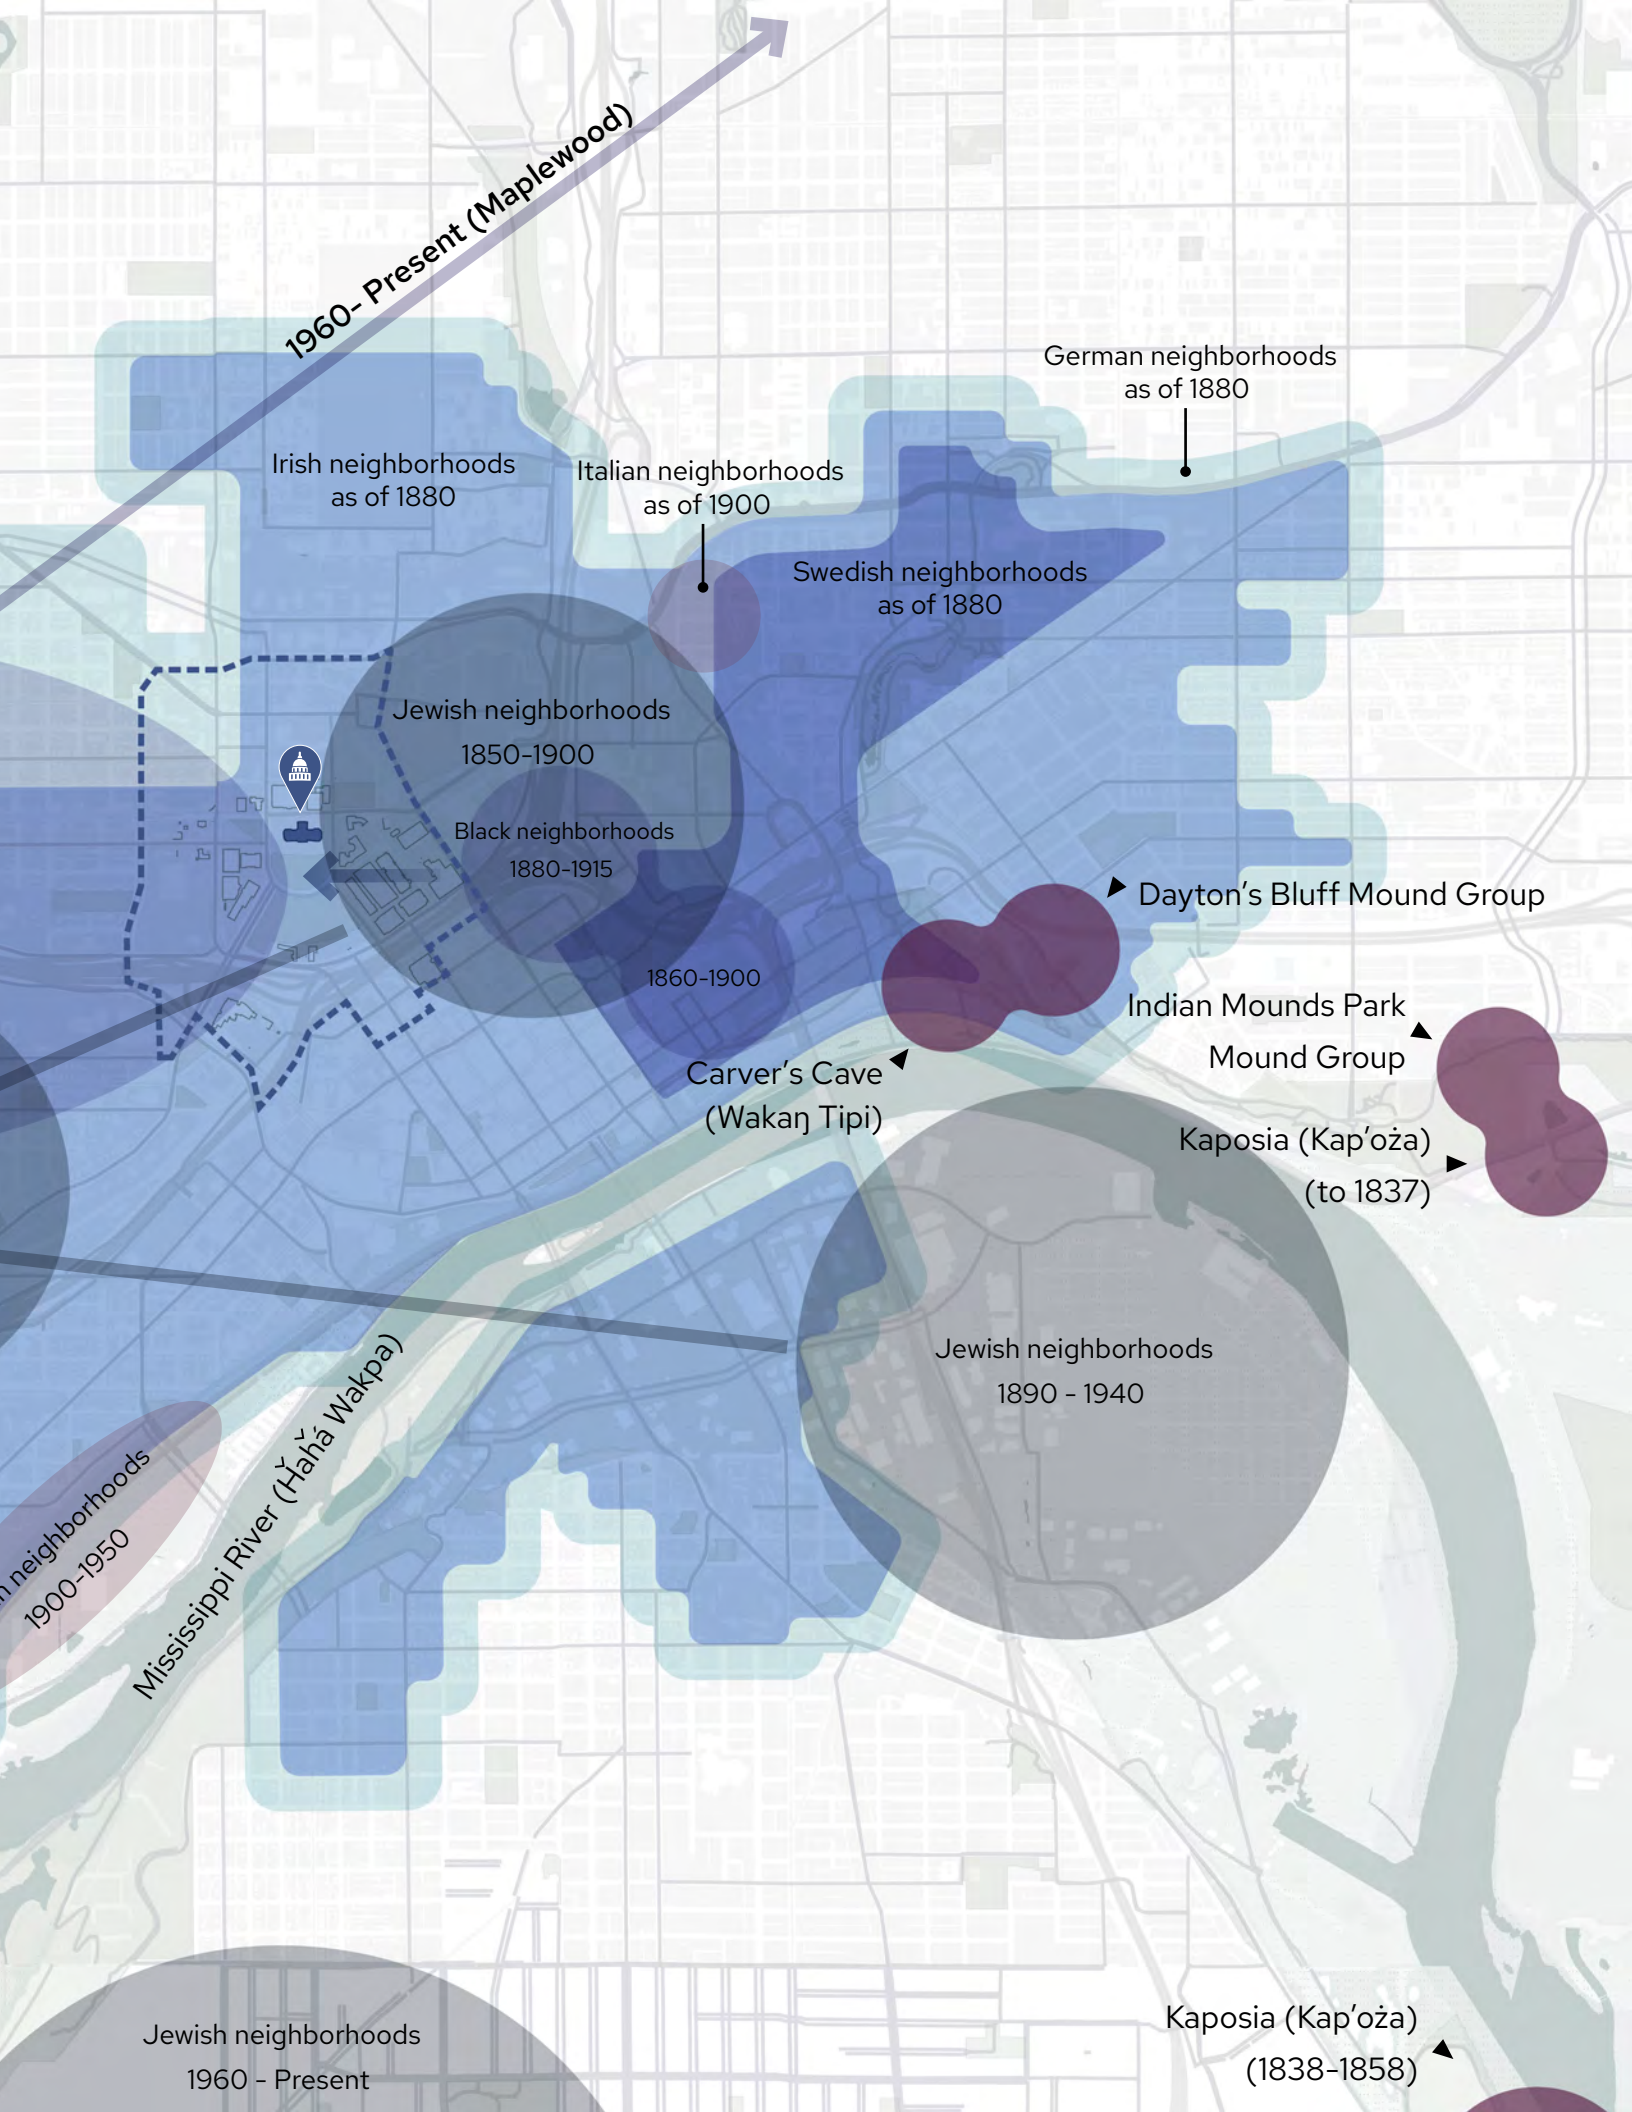 1960- Present (Maplewood)
German neighborhoods
as of 1880
Irish neighborhoods
as of 1880
Italian neighborhoods
as of 1900
Swedish neighborhoods
as of 1880
Jewish neighborhoods
1850-1900
Black neighborhoods
1880-1915
Dayton’s Bluff Mound Group
1860-1900
Indian Mounds Park
Mound Group
Carver’s Cave
(Wakaŋ Tipi)
Kaposia (Kap’oża)
(to 1837)
Jewish neighborhoods
1890 - 1940
Mississippi River (Ȟaȟá Wakpa)
neighborhoods
1900-1950
Jewish neighborhoods
1960 - Present
Kaposia (Kap’oża)
(1838-1858)